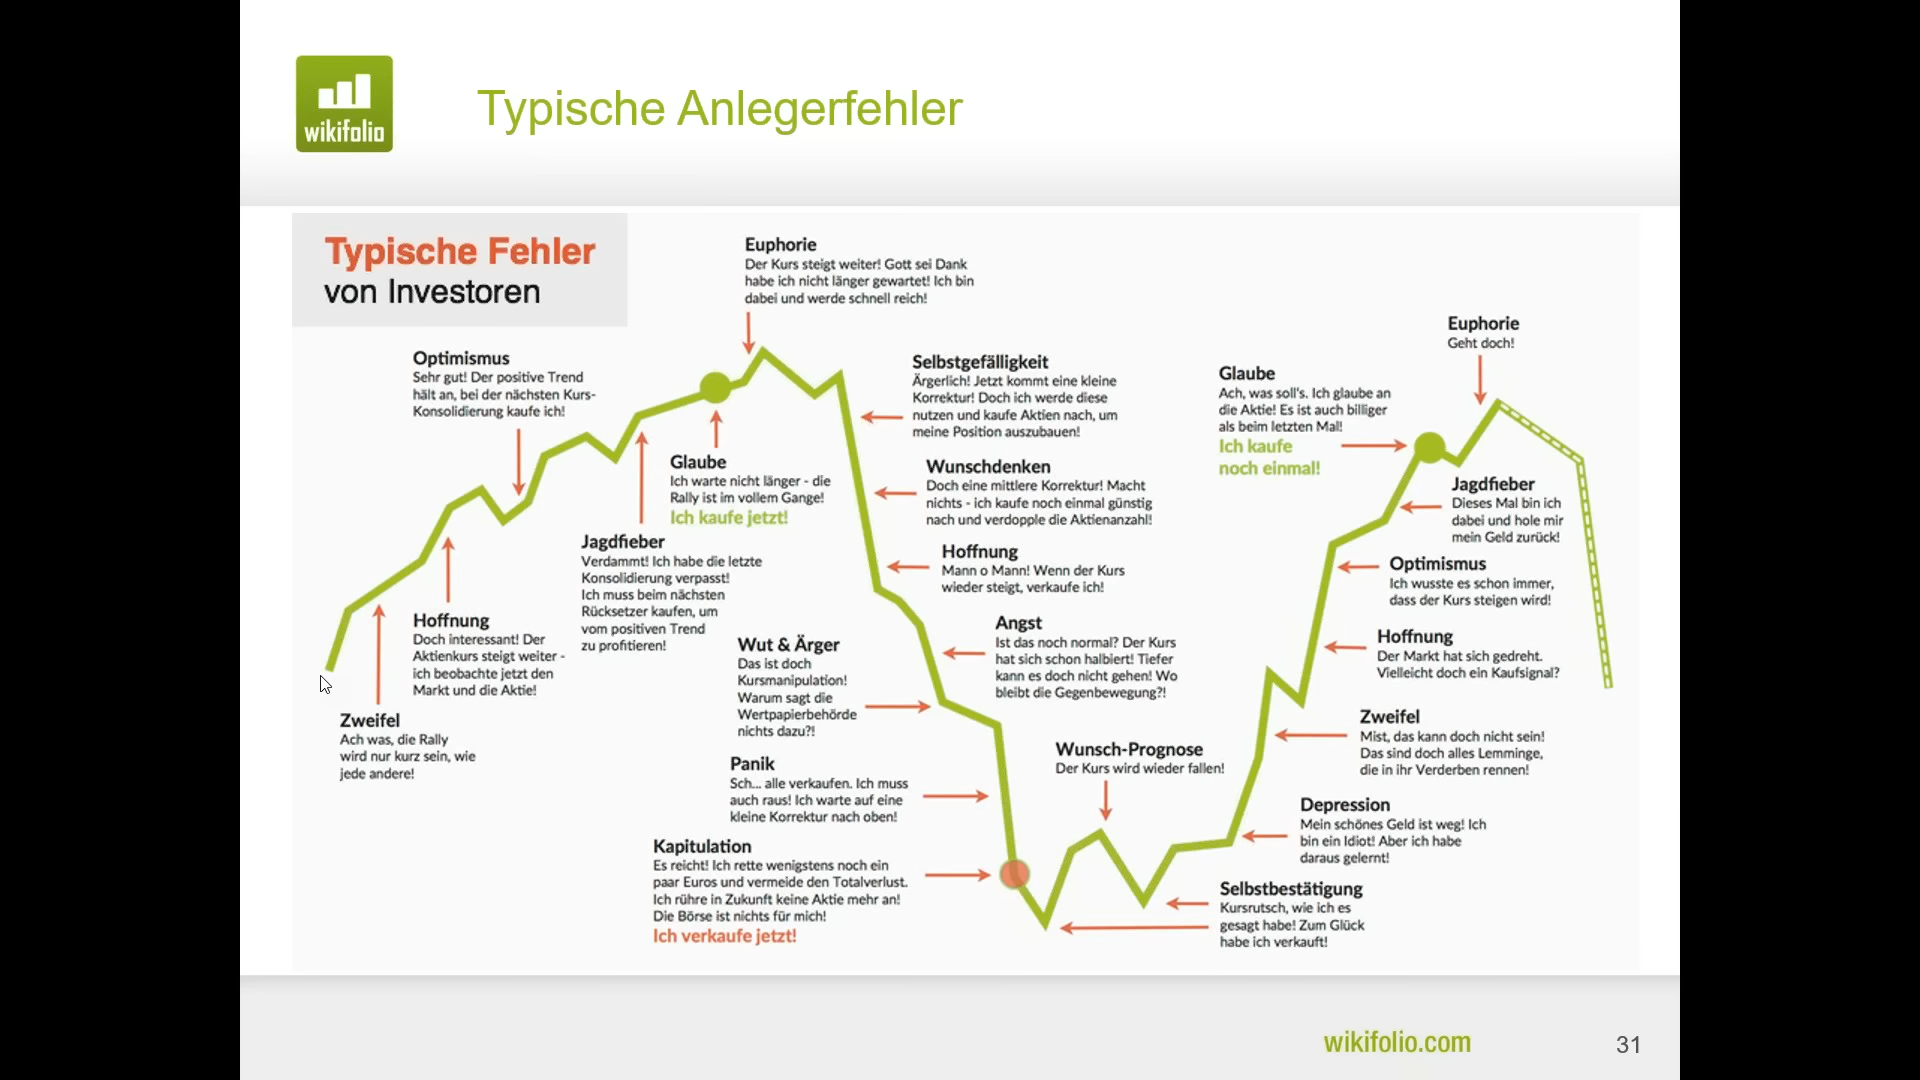 wikifolio
Typische Anlegerfehler
Typische Fehler
von Investoren
Euphorie
Der Kurs steigt weiter! Gott sei Dank
habe ich nicht länger gewartet! Ich bin
dabei und werde schnell reich!
Optimismus
Sehr gut! Der positive Trend
hält an, bei der nächsten Kurs-
Konsolidierung kaufe ich!
Glaube
Ich warte nicht länger - die
Rally ist im vollem Gange!
Ich kaufe jetzt!
Jagdfieber
Verdammt! Ich habe die letzte
Konsolidierung verpasst!
Ich muss beim nächsten
Rücksetzer kaufen, um
vom positiven Trend
zu profitieren!
Hoffnung
Doch interessant! Der
Aktienkurs steigt weiter -
ich beobachte jetzt den
Markt und die Aktie!
Zweifel
Ach was, die Rally
wird nur kurz sein, wie
jede andere!
Selbstgefälligkeit
Ärgerlich! Jetzt kommt eine kleine
Korrektur! Doch ich werde diese
nutzen und kaufe Aktien nach, um
meine Position auszubauen!
Wunschdenken
Doch eine mittlere Korrektur! Macht
nichts - ich kaufe noch einmal günstig
nach und verdopple die Aktienanzahl!
Hoffnung
Mann o Mann! Wenn der Kurs
wieder steigt, verkaufe ich!
Angst
Ist das noch normal? Der Kurs
hat sich schon halbiert! Tiefer
kann es doch nicht gehen! Wo
bleibt die Gegenbewegung?!
Wut & Ärger
Das ist doch
Kursmanipulation!
Warum sagt die
Wertpapierbehörde
nichts dazu?!
Panik
Sch... alle verkaufen. Ich muss
auch raus! Ich warte auf eine
kleine Korrektur nach oben!
Kapitulation
Es reicht! Ich rette wenigstens noch ein
paar Euros und vermeide den Totalverlust.
Ich rühre in Zukunft keine Aktie mehr an!
Die Börse ist nichts für mich!
Ich verkaufe jetzt!
Wunsch-Prognose
Der Kurs wird wieder fallen!
Euphorie
Geht doch!
Glaube
Ach, was soll's. Ich glaube an
die Aktie! Es ist auch billiger
als beim letzten Mal!
Ich kaufe
noch einmal!
Jagdfieber
Dieses Mal bin ich
dabei und hole mir
mein Geld zurück!
Optimismus
Ich wusste es schon immer,
dass der Kurs steigen wird!
Hoffnung
Der Markt hat sich gedreht.
Vielleicht doch ein Kaufsignal?
Zweifel
Mist, das kann doch nicht sein!
Das sind doch alles Lemminge,
die in ihr Verderben rennen!
Depression
Mein schönes Geld ist weg! Ich
bin ein Idiot! Aber ich habe
daraus gelernt!
Selbstbestätigung
Kursrutsch, wie ich es
gesagt habe! Zum Glück
habe ich verkauft!
wikifolio.com
31